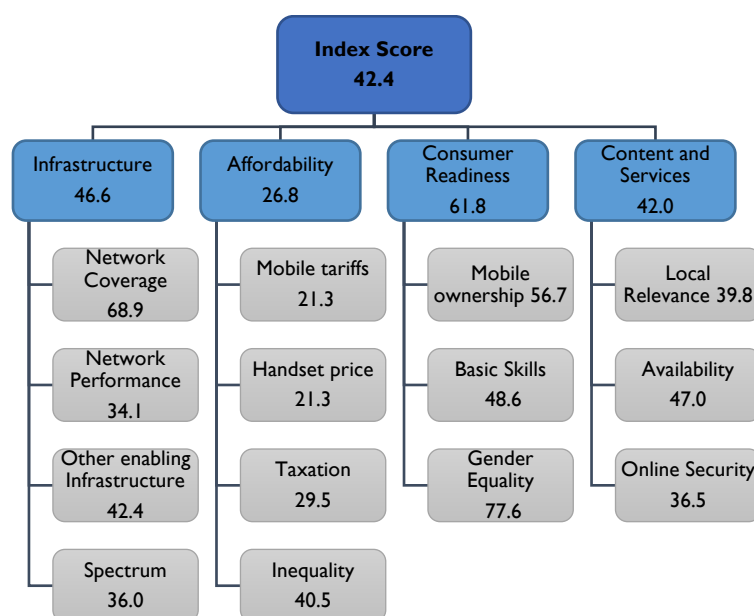 Index Score
42.4
Infrastructure
46.6
Affordability
26.8
Consumer
Readiness
61.8
Content and
Services
42.0
Network
Coverage
68.9
Mobile tariffs
21.3
Mobile
ownership 56.7
Local
Relevance 39.8
Network
Performance
34.1
Handset price
21.3
Basic Skills
48.6
Availability
47.0
Other enabling
Infrastructure
42.4
Taxation
29.5
Gender
Equality
77.6
Online Security
36.5
Spectrum
36.0
Inequality
40.5